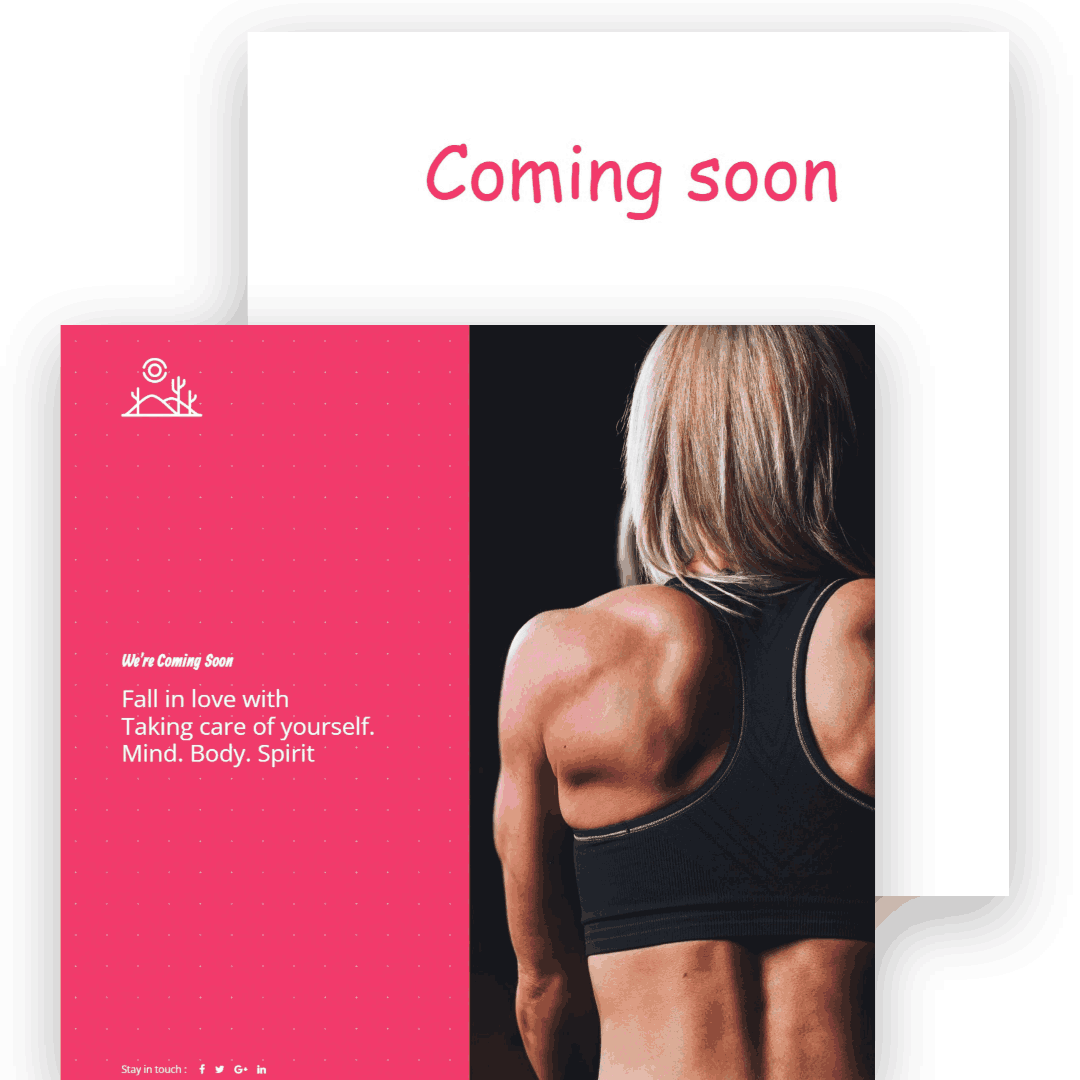 Coming soon
We're Coming Soon
Fall in love with
Taking care of yourself.
Mind. Body. Spirit
Stay in touch :